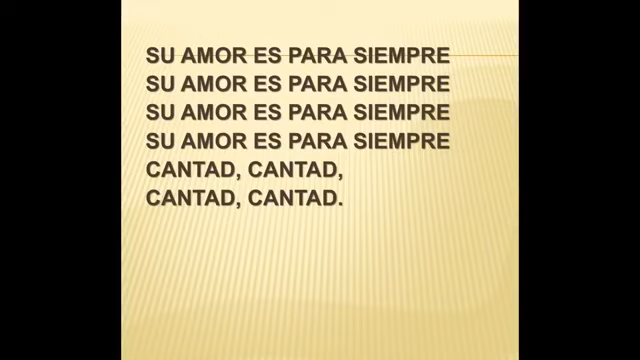 SU AMOR ES PARA SIEMPRE
SU AMOR ES PARA SIEMPRE
SU AMOR ES PARA SIEMPRE
SU AMOR ES PARA SIEMPRE
CANTAD, CANTAD,
CANTAD, CANTAD.